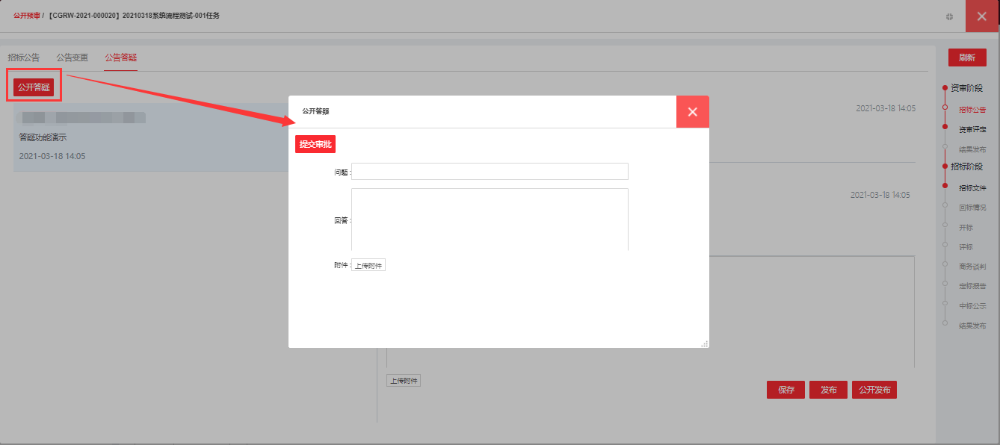 公开预审 / 【CGRW-2021-000020】20210318系统流程测试-001任务
招标公告 公告变更 公告答疑
公开答疑
答疑功能演示
2021-03-18 14:05
公开答疑
提交审批
问题 :
回答 :
附件 : 上传附件
2021-03-18 14:05
2021-03-18 14:05
上传附件
保存 发布 公开发布
刷新
资审阶段
招标公告
资审评定
结果发布
招标阶段
招标文件
回标情况
开标
评标
商务谈判
定标报告
中标公示
结果发布